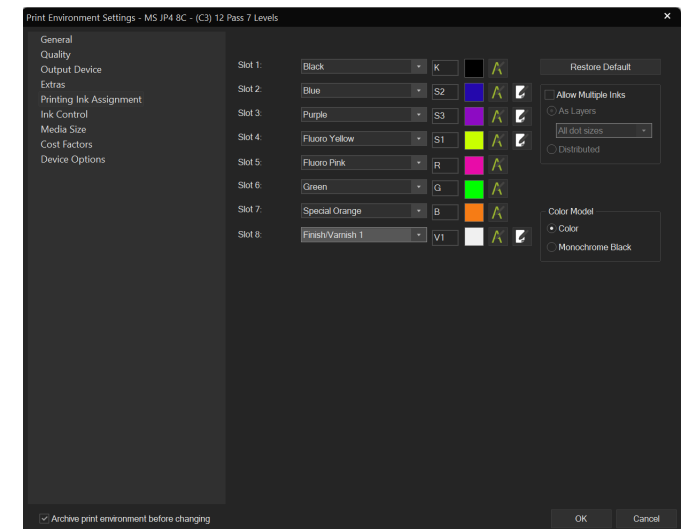 Print Environment Settings - MS JP4 8C - (C3) 12 Pass 7 Levels
General
Quality
Output Device
Extras
Printing Ink Assignment
Ink Control
Media Size
Cost Factors
Device Options
Slot 1: Black K
Slot 2: Blue S2
Slot 3: Purple S3
Slot 4: Fluoro Yellow S1
Slot 5: Fluoro Pink R
Slot 6: Green G
Slot 7: Special Orange B
Slot 8: Finish/Varnish 1 V1
Restore Default
Allow Multiple Inks
As Layers
All dot sizes
Distributed
Color Model
Color
Monochrome Black
Archive print environment before changing
OK Cancel